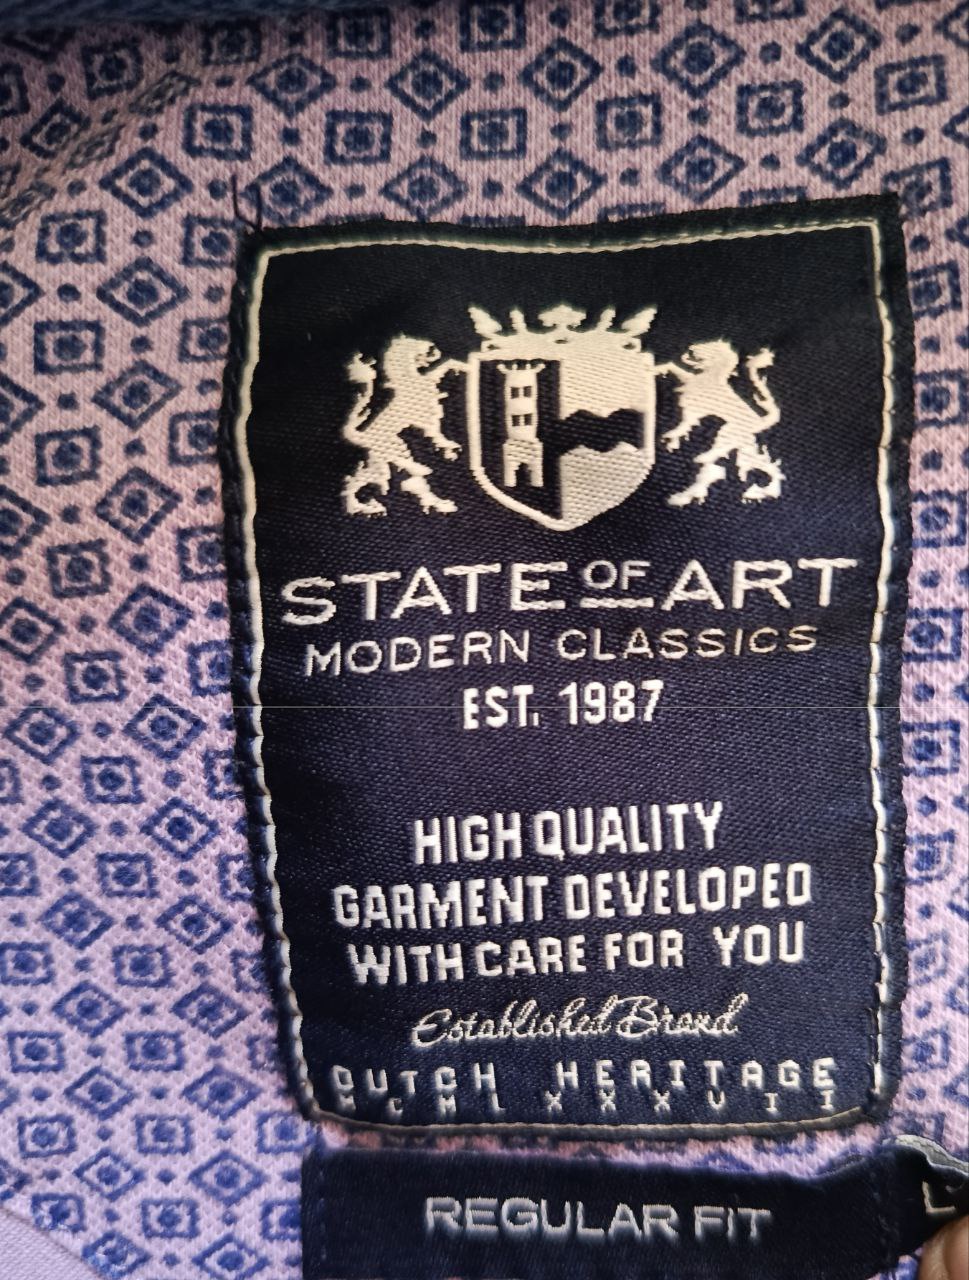 STATE OF ART
MODERN CLASSICS
EST. 1987
HIGH QUALITY
GARMENT DEVELOPED
WITH CARE FOR YOU
Established Brand
DUTCH HERITAGE
M C M L X X X V I I
REGULAR FIT
L